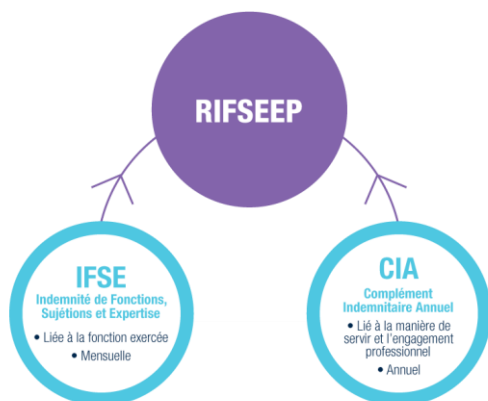 RIFSEEP
IFSE
Indemnité de Fonctions,
Sujétions et Expertise
• Liée à la fonction exercée
• Mensuelle
CIA
Complément
Indemnitaire Annuel
• Lié à la manière de
servir et l'engagement
professionnel
• Annuel